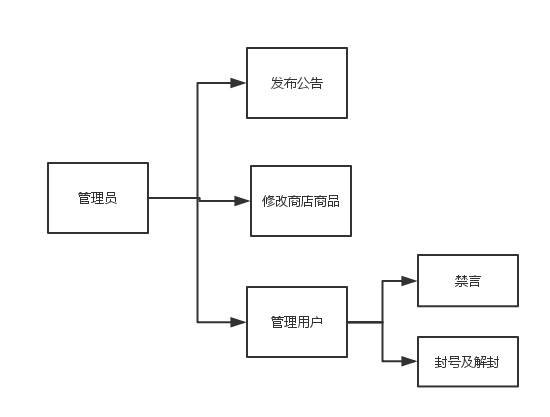 发布公告
管理员
修改商店商品
管理用户
禁言
封号及解封